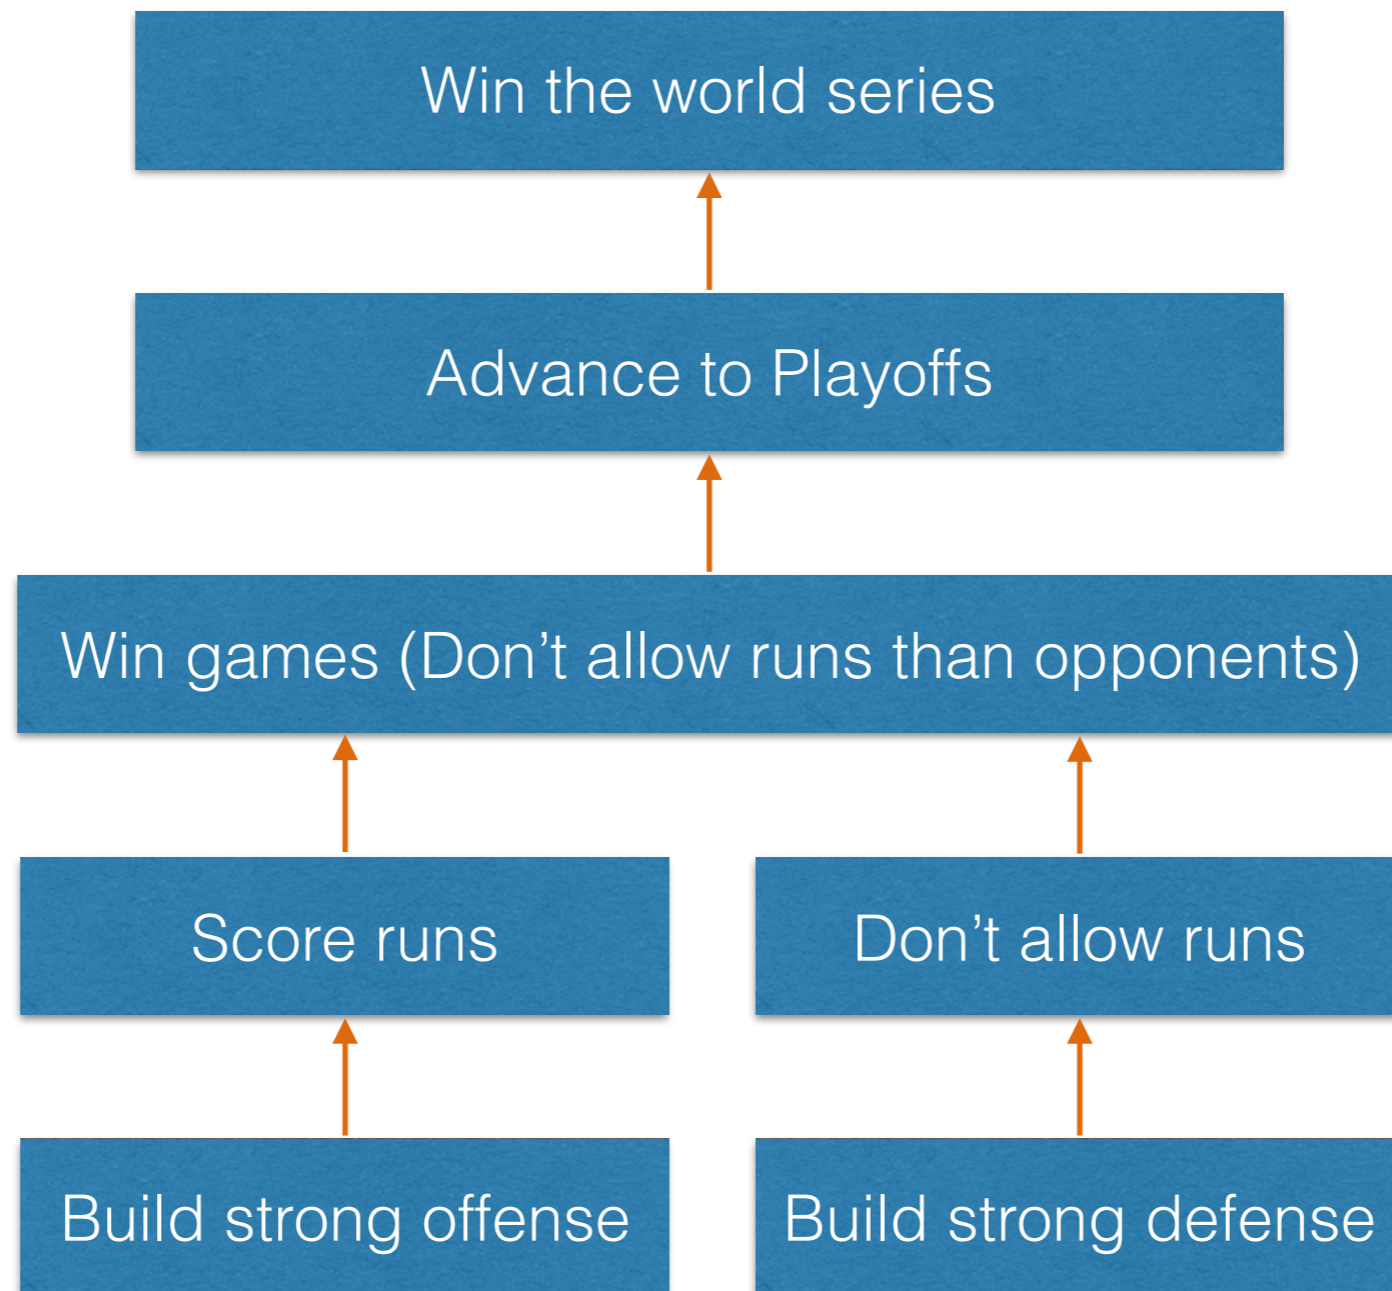 Win the world series
Advance to Playoffs
Win games (Don’t allow runs than opponents)
Score runs
Don’t allow runs
Build strong offense
Build strong defense